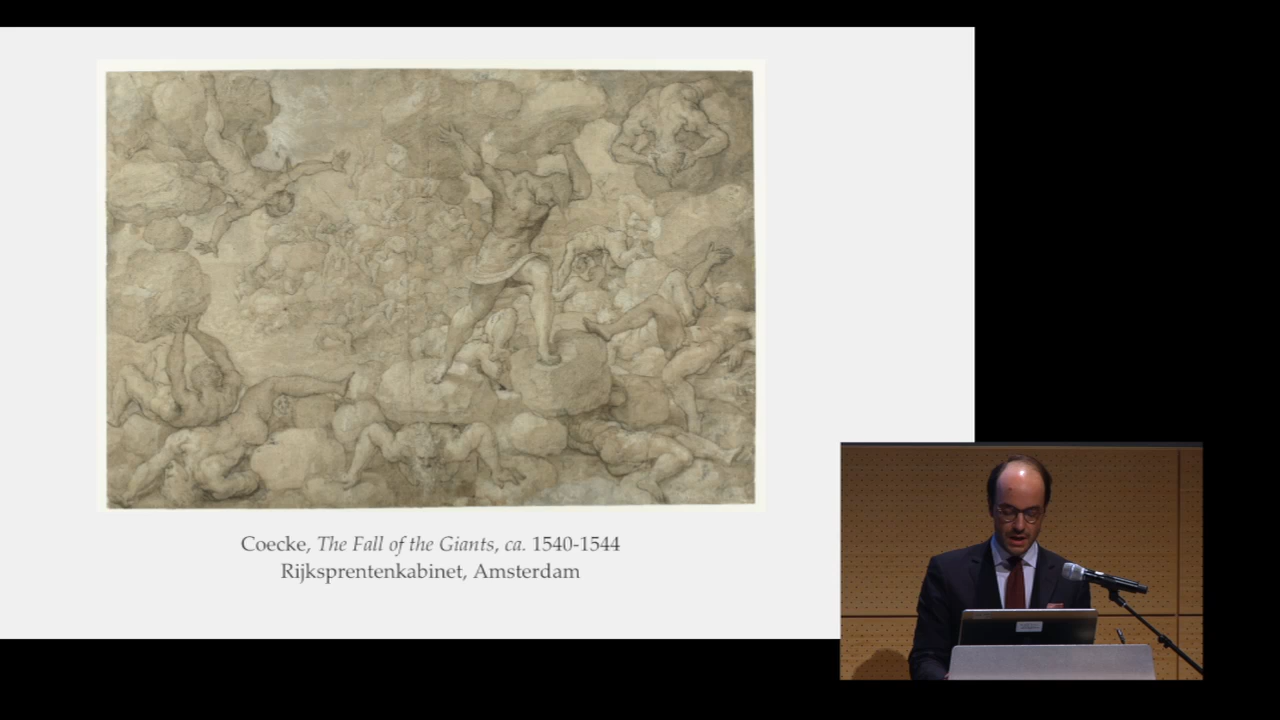 Coecke, The Fall of the Giants, ca. 1540-1544
Rijksprentenkabinet, Amsterdam